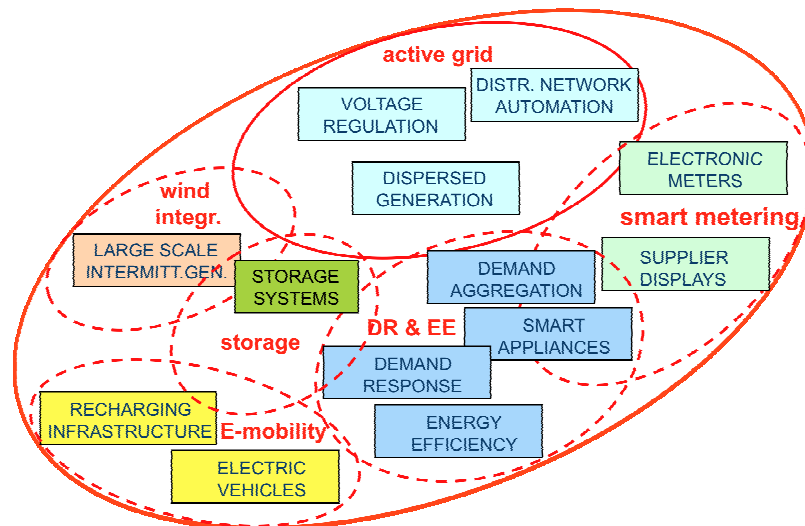 active grid
DISTR. NETWORK
AUTOMATION
VOLTAGE
REGULATION
ELECTRONIC
METERS
DISPERSED
GENERATION
wind
integr.
smart metering
LARGE SCALE
INTERMITT.GEN.
STORAGE
SYSTEMS
DEMAND
AGGREGATION
SUPPLIER
DISPLAYS
storage
DR & EE
SMART
APPLIANCES
DEMAND
RESPONSE
RECHARGING
INFRASTRUCTURE
E-mobility
ENERGY
EFFICIENCY
ELECTRIC
VEHICLES